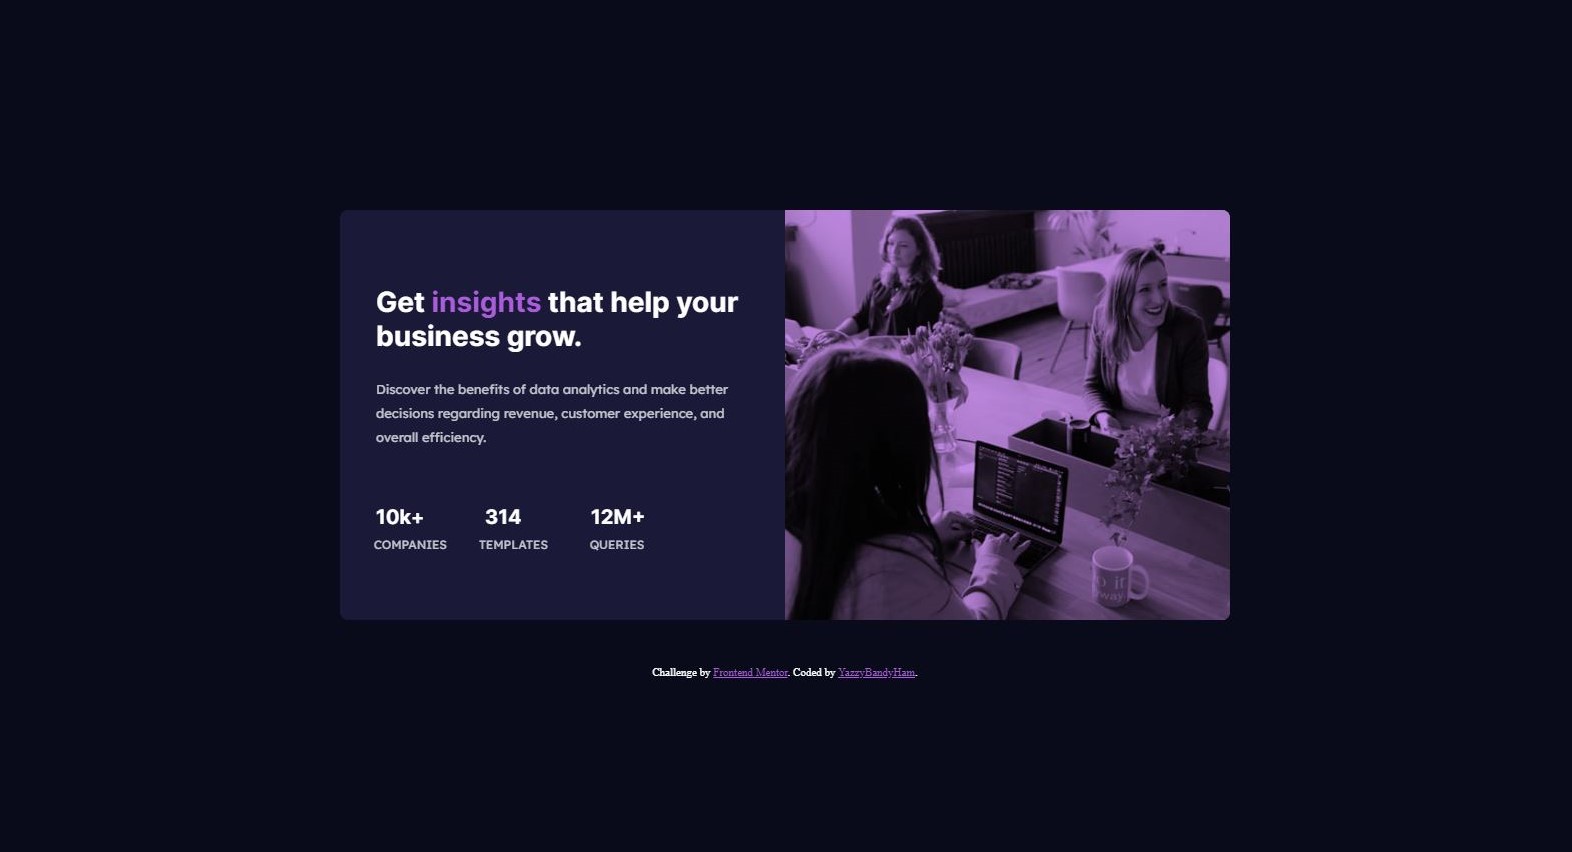 Get insights that help your
business grow.
Discover the benefits of data analytics and make better
decisions regarding revenue, customer experience, and
overall efficiency.
10k+ 314 12M+
COMPANIES TEMPLATES QUERIES
Challenge by Frontend Mentor. Coded by YazzyBandyHam.